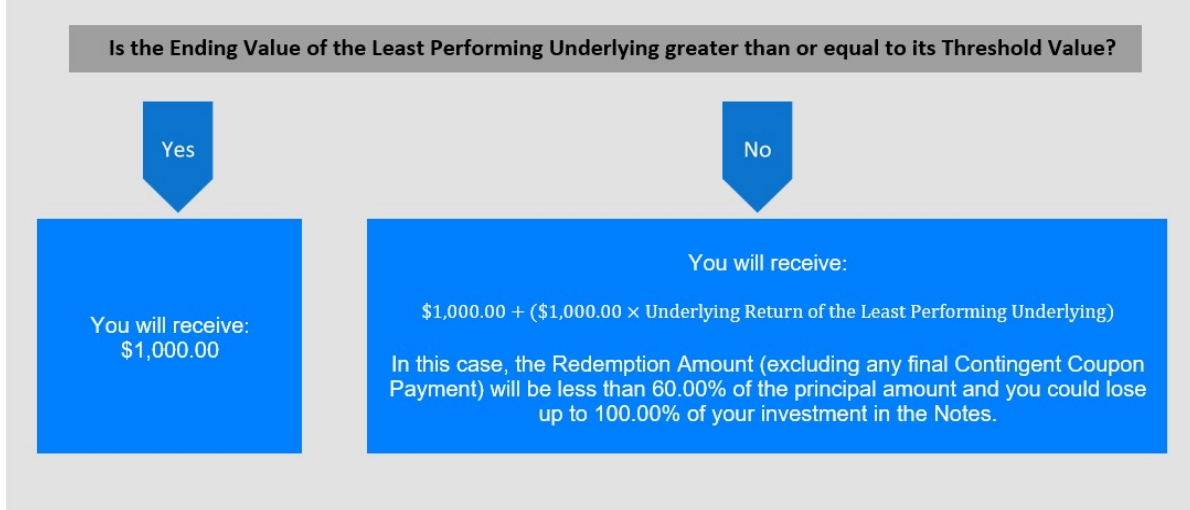 Is the Ending Value of the Least Performing Underlying greater than or equal to its Threshold Value?
Yes
No
You will receive:
$1,000.00
You will receive:
$1,000.00 + ($1,000.00 × Underlying Return of the Least Performing Underlying)
In this case, the Redemption Amount (excluding any final Contingent Coupon
Payment) will be less than 60.00% of the principal amount and you could lose
up to 100.00% of your investment in the Notes.